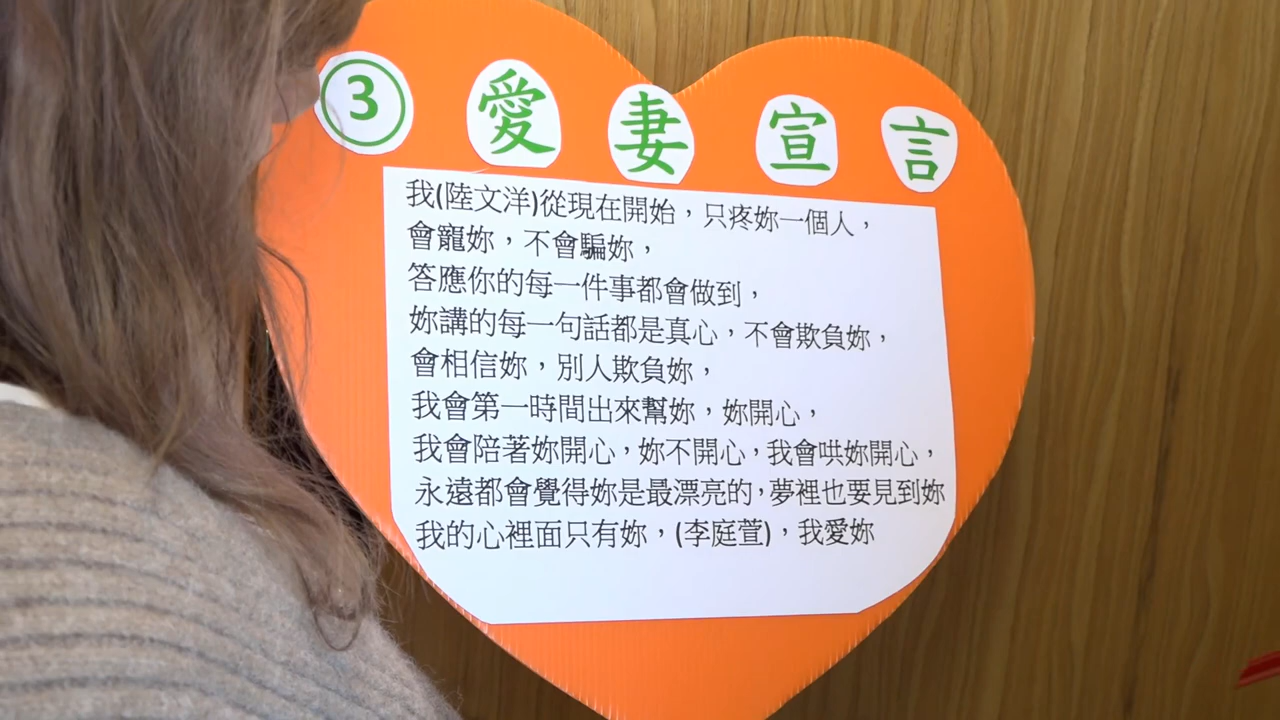 ③ 愛妻宣言
我(陸文洋)從現在開始，只疼妳一個人，
會寵妳，不會騙妳，
答應你的每一件事都會做到，
妳講的每一句話都是真心，不會欺負妳，
會相信妳，別人欺負妳，
我會第一時間出來幫妳，妳開心，
我會陪著妳開心，妳不開心，我會哄妳開心，
永遠都會覺得妳是最漂亮的，夢裡也要見到妳
我的心裡面只有妳，(李庭萱)，我愛妳